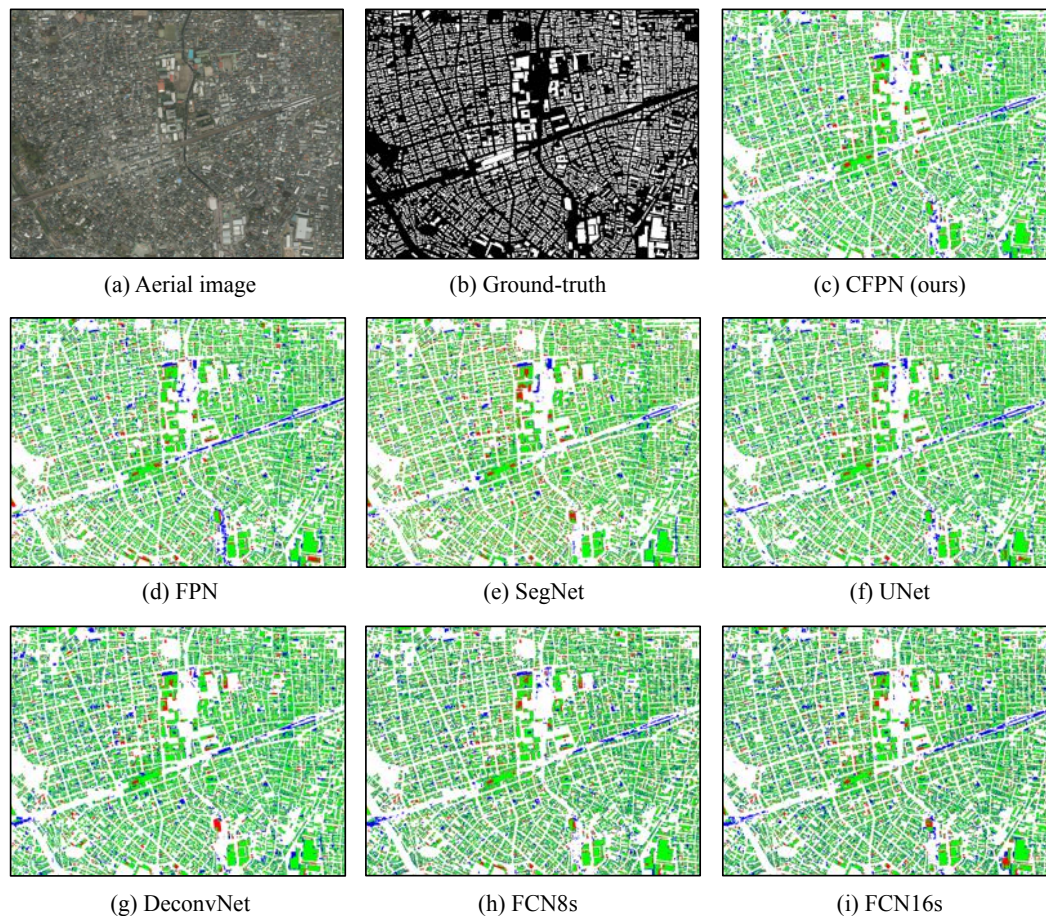 (a) Aerial image
(b) Ground-truth
(c) CFPN (ours)
(d) FPN
(e) SegNet
(f) UNet
(g) DeconvNet
(h) FCN8s
(i) FCN16s